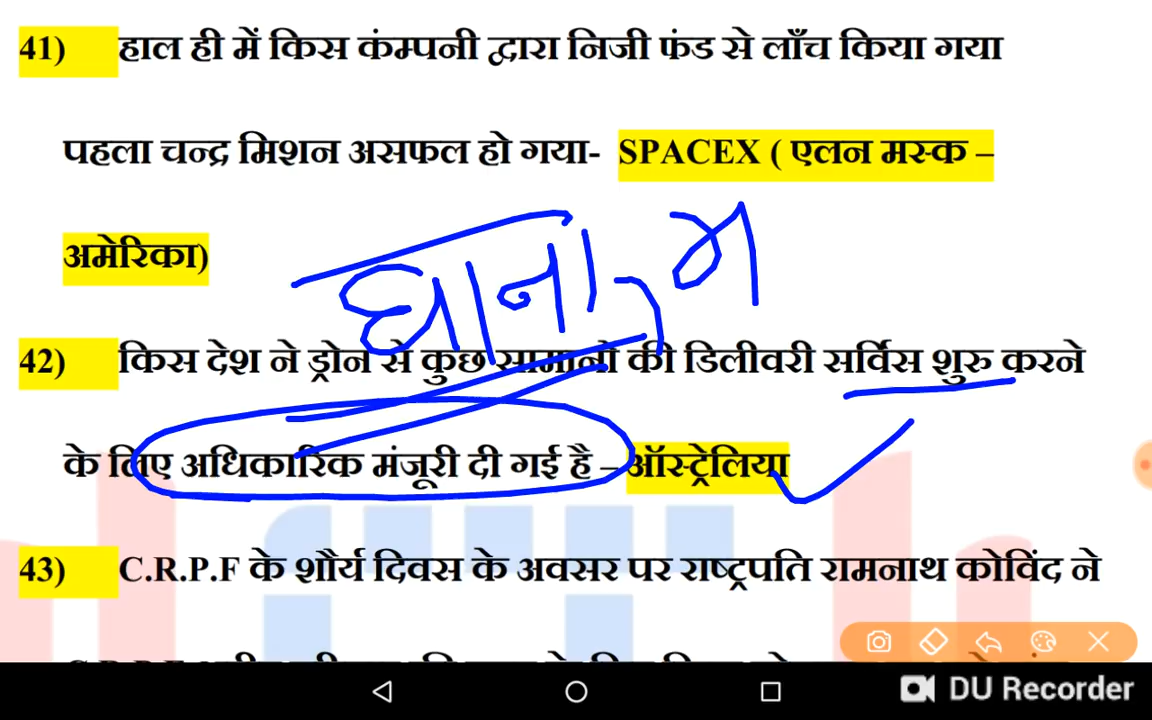 41) हाल ही में किस कंम्पनी द्वारा निजी फंड से लाँच किया गया
पहला चन्द्र मिशन असफल हो गया- SPACEX ( एलन मस्क –
अमेरिका)
घाना, म
42) किस देश ने ड्रोन से कुछ सामानो की डिलीवरी सर्विस शुरु करने
के लिए अधिकारिक मंजूरी दी गई है – ऑस्ट्रेलिया
43) C.R.P.F के शौर्य दिवस के अवसर पर राष्ट्रपति रामनाथ कोविंद ने
DU Recorder